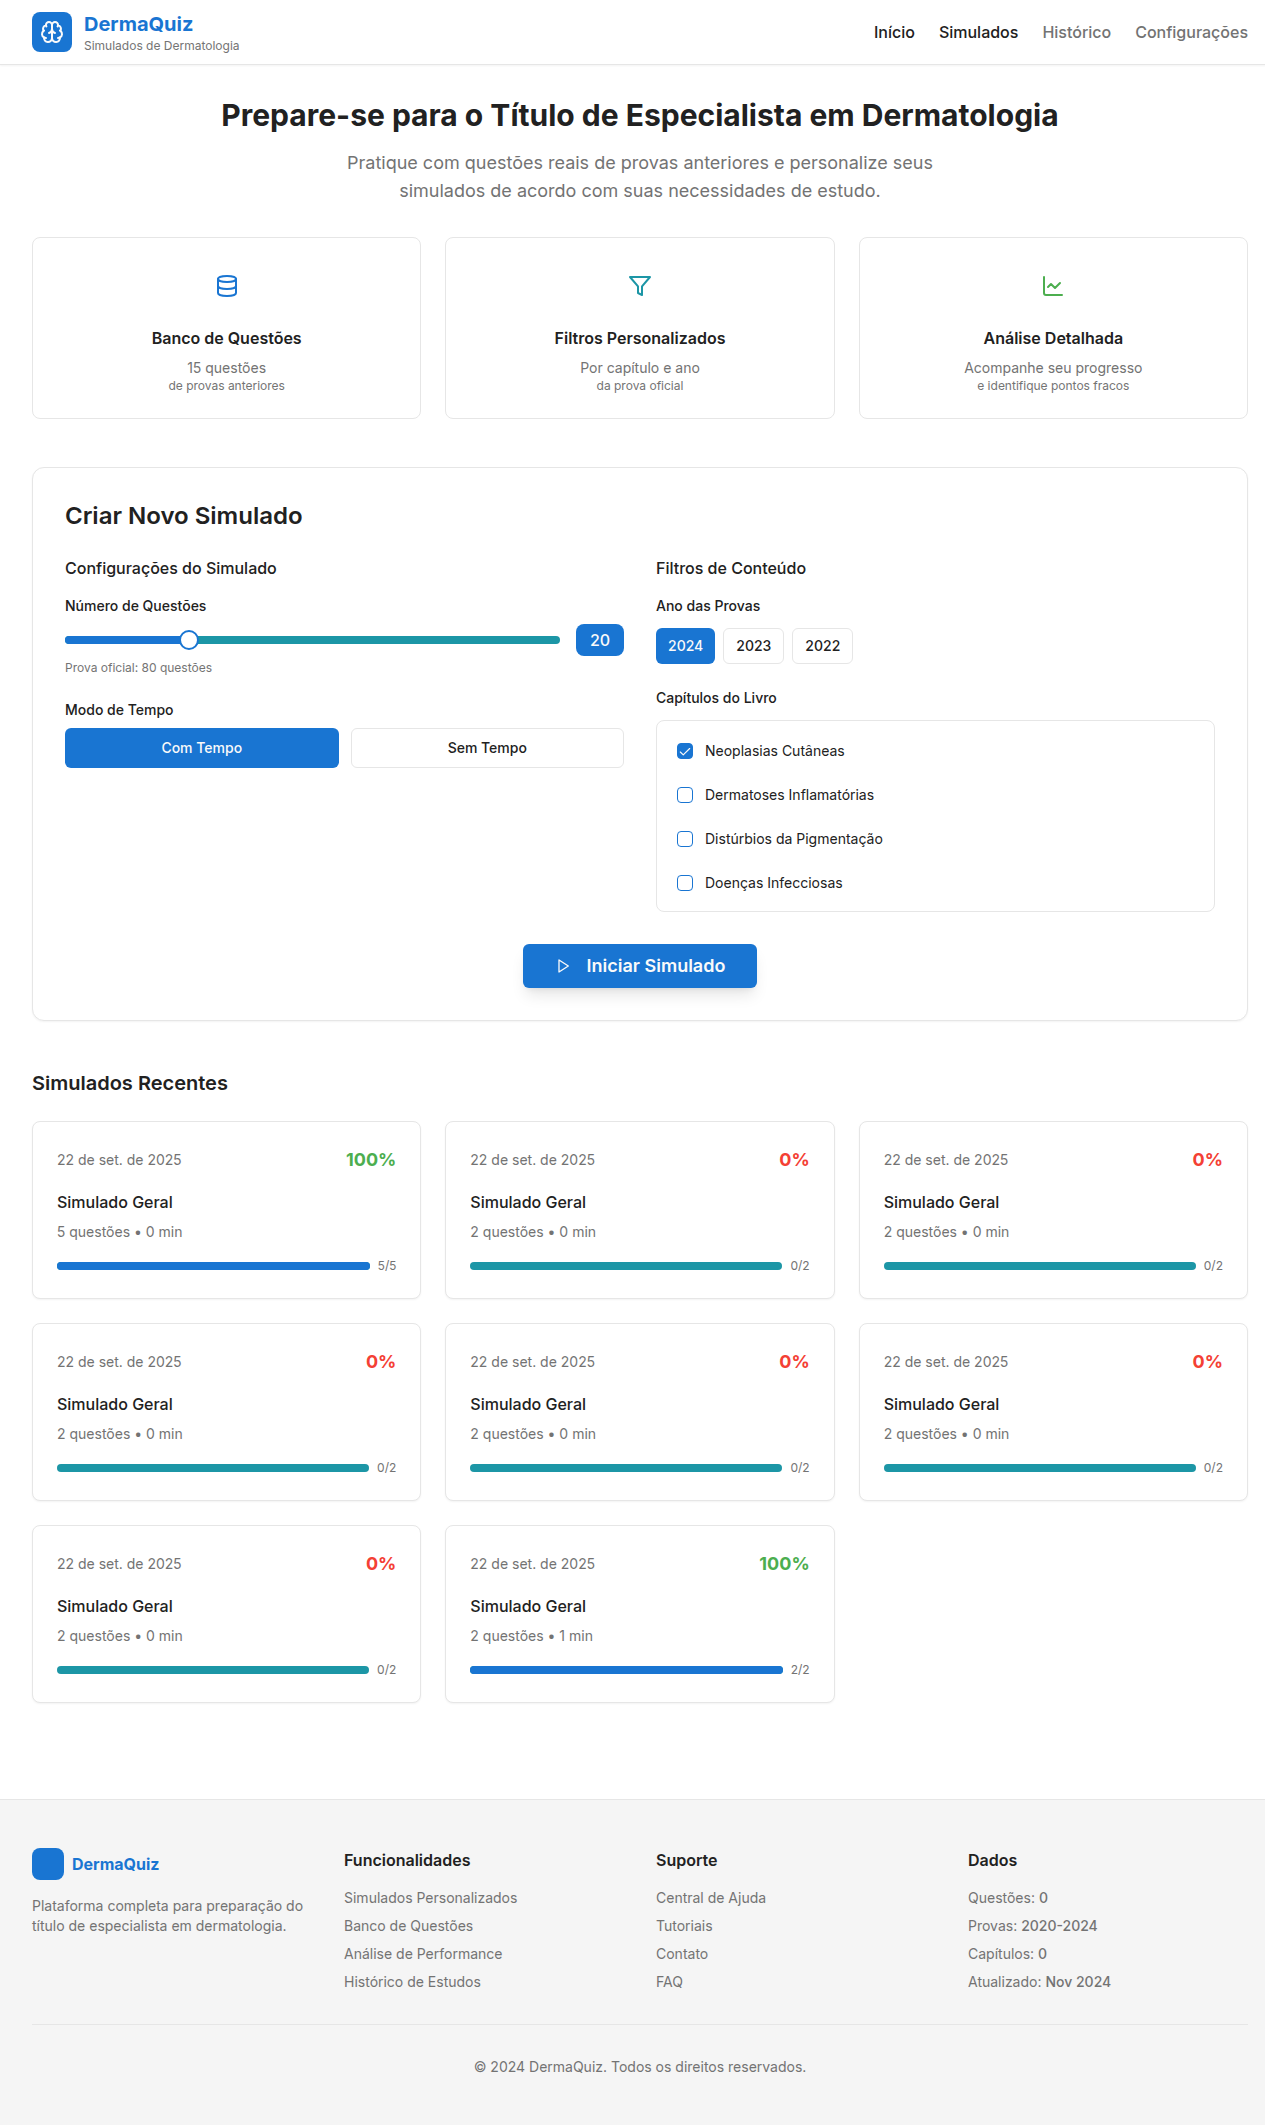 DermaQuiz
Simulados de Dermatologia
Início
Simulados
Histórico
Configurações
Prepare-se para o Título de Especialista em Dermatologia
Pratique com questões reais de provas anteriores e personalize seus
simulados de acordo com suas necessidades de estudo.
Banco de Questões
15 questões
de provas anteriores
Filtros Personalizados
Por capítulo e ano
da prova oficial
Análise Detalhada
Acompanhe seu progresso
e identifique pontos fracos
Criar Novo Simulado
Configurações do Simulado
Número de Questões
20
Prova oficial: 80 questões
Modo de Tempo
Com Tempo
Sem Tempo
Filtros de Conteúdo
Ano das Provas
2024
2023
2022
Capítulos do Livro
Neoplasias Cutâneas
Dermatoses Inflamatórias
Distúrbios da Pigmentação
Doenças Infecciosas
Iniciar Simulado
Simulados Recentes
22 de set. de 2025
100%
Simulado Geral
5 questões • 0 min
5/5
22 de set. de 2025
0%
Simulado Geral
2 questões • 0 min
0/2
22 de set. de 2025
0%
Simulado Geral
2 questões • 0 min
0/2
22 de set. de 2025
0%
Simulado Geral
2 questões • 0 min
0/2
22 de set. de 2025
0%
Simulado Geral
2 questões • 0 min
0/2
22 de set. de 2025
0%
Simulado Geral
2 questões • 0 min
0/2
22 de set. de 2025
0%
Simulado Geral
2 questões • 0 min
0/2
22 de set. de 2025
100%
Simulado Geral
2 questões • 1 min
2/2
DermaQuiz
Plataforma completa para preparação do
título de especialista em dermatologia.
Funcionalidades
Simulados Personalizados
Banco de Questões
Análise de Performance
Histórico de Estudos
Suporte
Central de Ajuda
Tutoriais
Contato
FAQ
Dados
Questões: 0
Provas: 2020-2024
Capítulos: 0
Atualizado: Nov 2024
© 2024 DermaQuiz. Todos os direitos reservados.